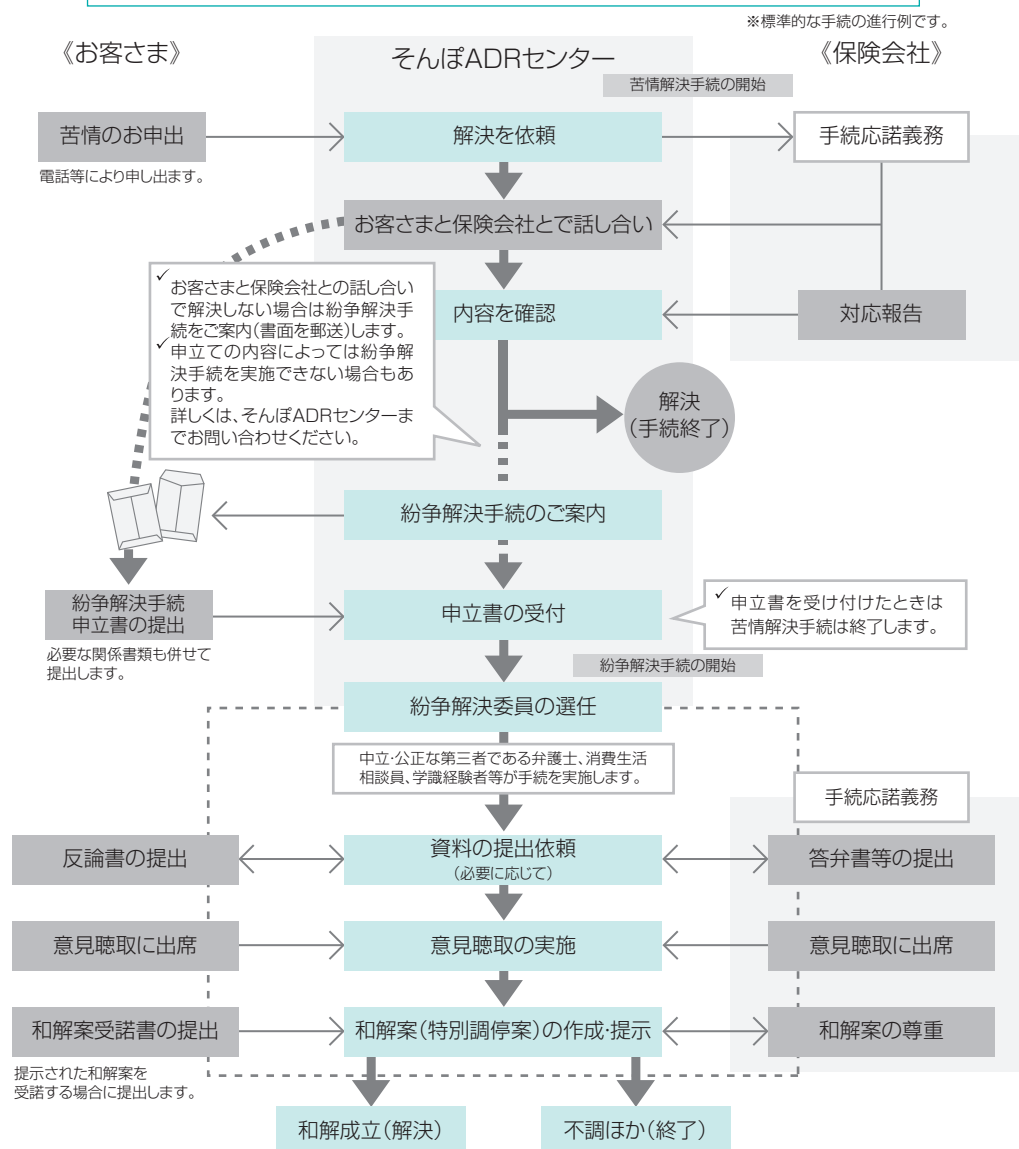 ※標準的な手続の進行例です。
《お客さま》
そんぽADRセンター
《保険会社》
苦情解決手続の開始
苦情のお申出
解決を依頼
手続応諾義務
電話等により申し出ます。
お客さまと保険会社とで話し合い
✓
お客さまと保険会社との話し合い
で解決しない場合は紛争解決手
続をご案内(書面を郵送)します。
✓
申立ての内容によっては紛争解
決手続を実施できない場合もあ
ります。
詳しくは、そんぽADRセンターま
でお問い合わせください。
内容を確認
対応報告
解決
(手続終了)
紛争解決手続のご案内
紛争解決手続
申立書の提出
申立書の受付
✓申立書を受け付けたときは
苦情解決手続は終了します。
必要な関係書類も併せて
提出します。
紛争解決手続の開始
紛争解決委員の選任
中立・公正な第三者である弁護士、消費生活
相談員、学識経験者等が手続を実施します。
手続応諾義務
反論書の提出
資料の提出依頼
(必要に応じて)
答弁書等の提出
意見聴取に出席
意見聴取の実施
意見聴取に出席
和解案受諾書の提出
和解案(特別調停案)の作成・提示
和解案の尊重
提示された和解案を
受諾する場合に提出します。
和解成立(解決)
不調ほか(終了)